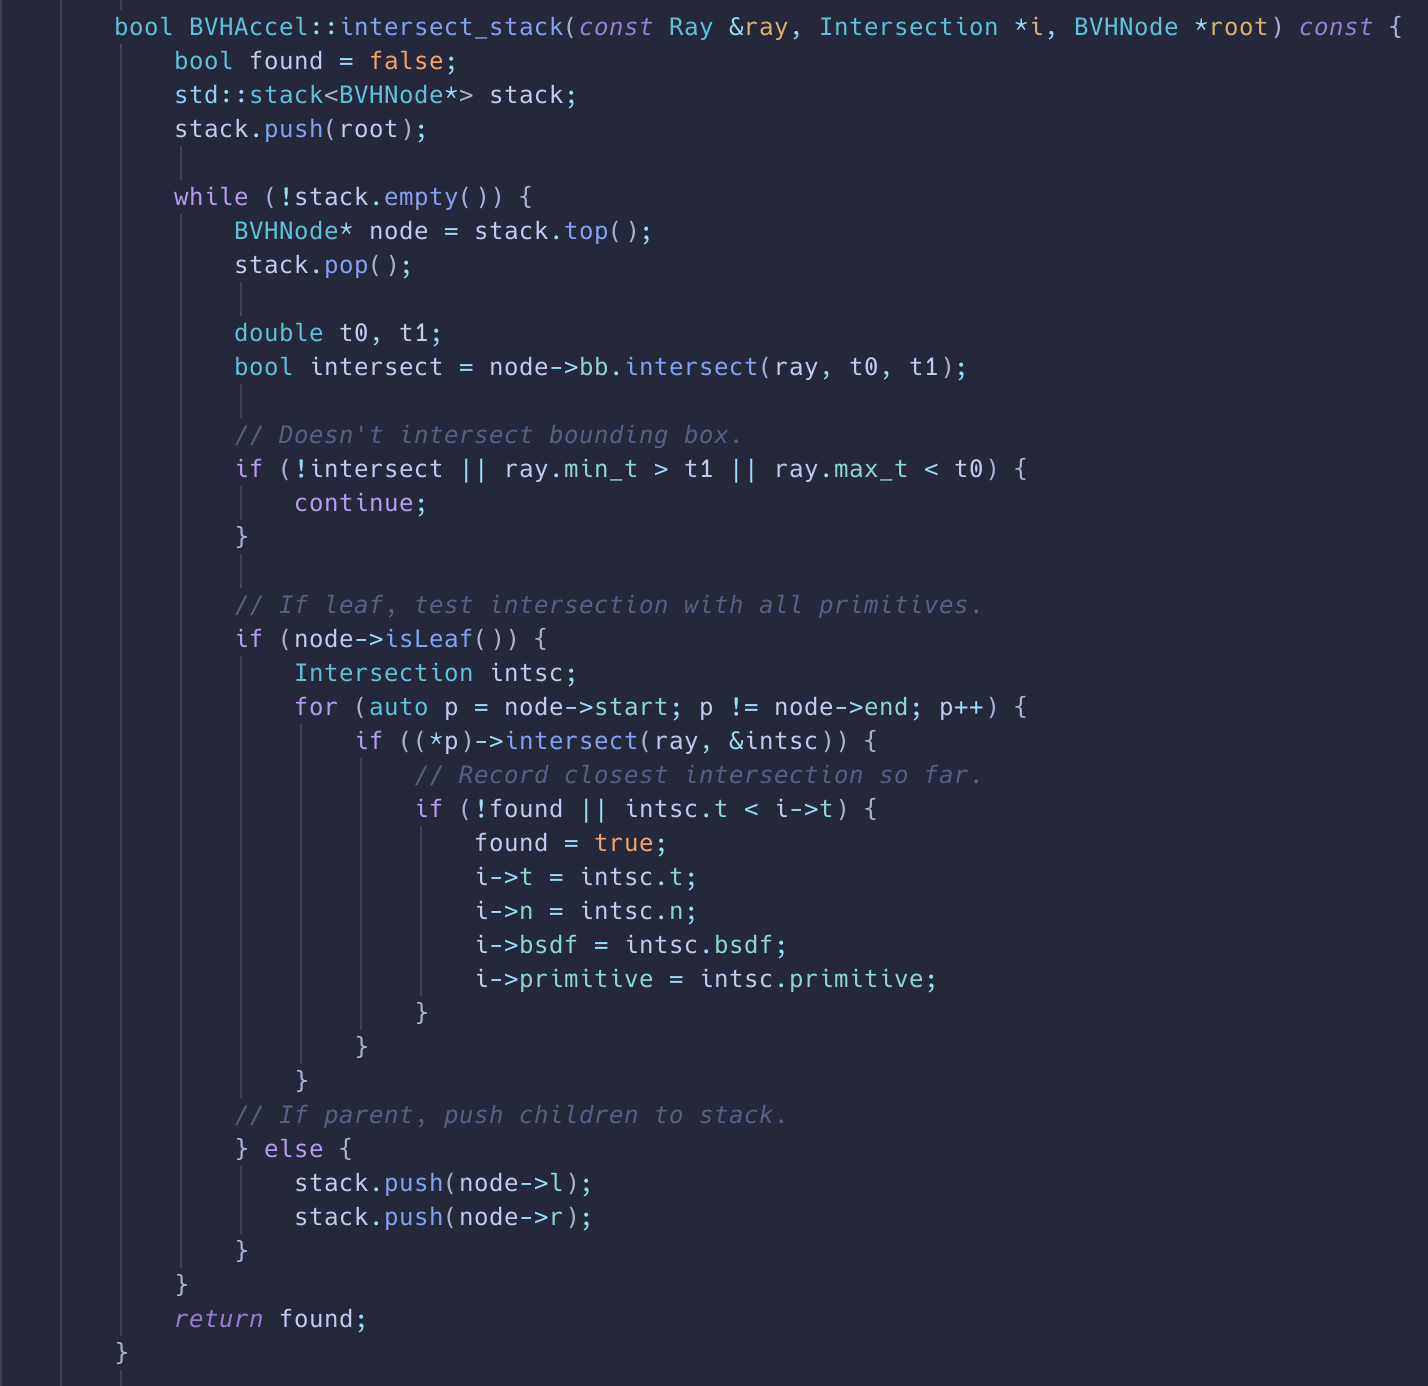 bool BVHAccel::intersect_stack(const Ray &ray, Intersection *i, BVHNode *root) const {
    bool found = false;
    std::stack<BVHNode*> stack;
    stack.push(root);

    while (!stack.empty()) {
        BVHNode* node = stack.top();
        stack.pop();

        double t0, t1;
        bool intersect = node->bb.intersect(ray, t0, t1);

        // Doesn't intersect bounding box.
        if (!intersect || ray.min_t > t1 || ray.max_t < t0) {
            continue;
        }

        // If leaf, test intersection with all primitives.
        if (node->isLeaf()) {
            Intersection intsc;
            for (auto p = node->start; p != node->end; p++) {
                if ((*p)->intersect(ray, &intsc)) {
                    // Record closest intersection so far.
                    if (!found || intsc.t < i->t) {
                        found = true;
                        i->t = intsc.t;
                        i->n = intsc.n;
                        i->bsdf = intsc.bsdf;
                        i->primitive = intsc.primitive;
                    }
                }
            }
        // If parent, push children to stack.
        } else {
            stack.push(node->l);
            stack.push(node->r);
        }
    }
    return found;
}